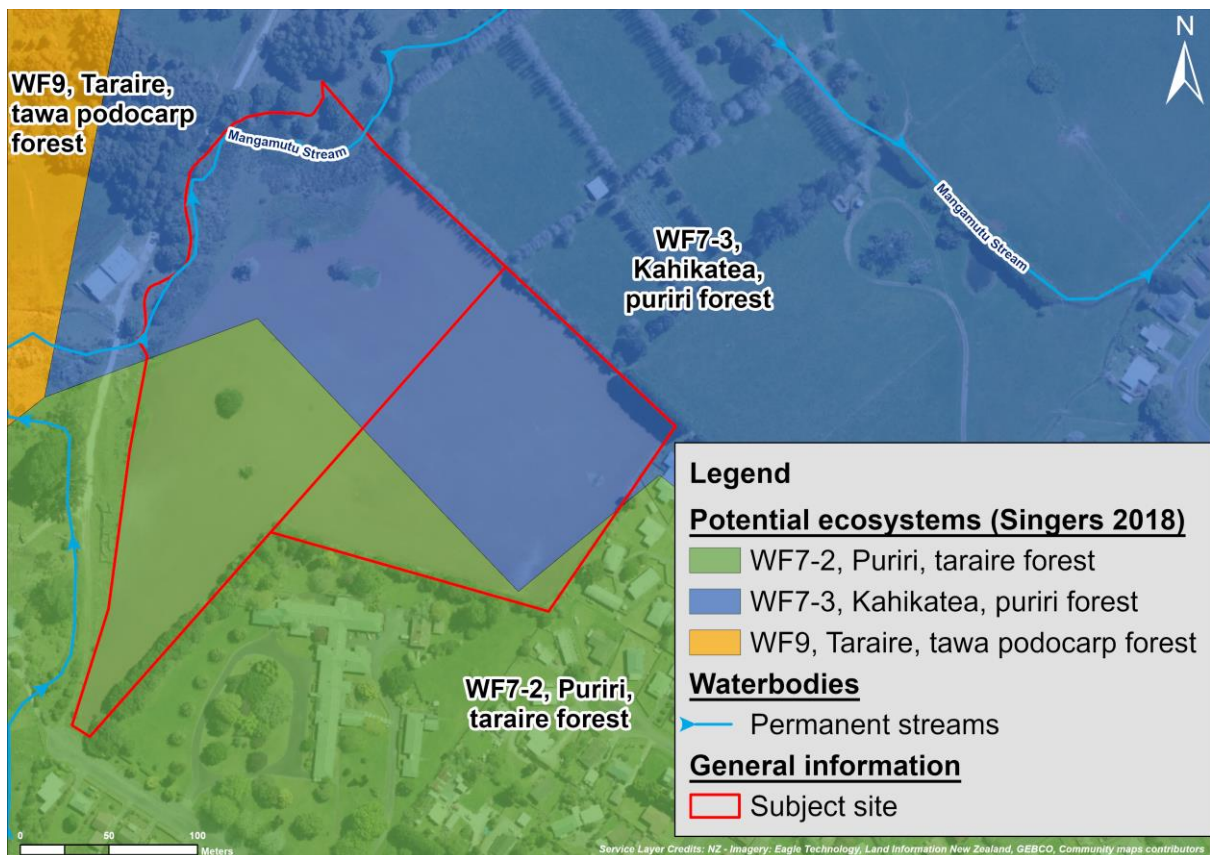 WF9, Taraire,
tawa podocarp
forest
N
Mangamutu Stream
Mangamutu Stream
WF7-3,
Kahikatea,
puriri forest
WF7-2, Puriri,
taraire forest
Legend
Potential ecosystems (Singers 2018)
WF7-2, Puriri, taraire forest
WF7-3, Kahikatea, puriri forest
WF9, Taraire, tawa podocarp forest
Waterbodies
Permanent streams
General information
Subject site
0 50 100
Meters
Service Layer Credits: NZ - Imagery: Eagle Technology, Land Information New Zealand, GEBCO, Community maps contributors